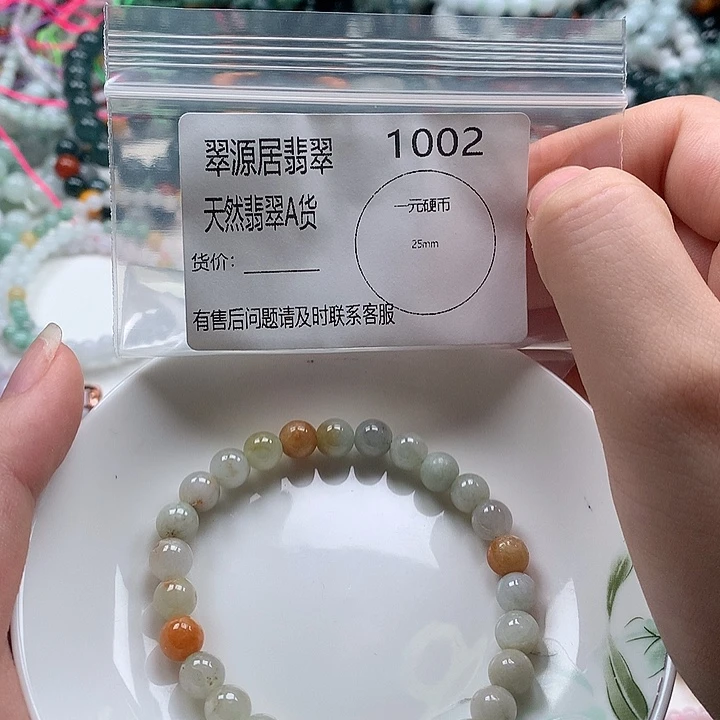 翠源居翡翠 1002
天然翡翠A货
一元硬币
25mm
货价：________
有售后问题请及时联系客服